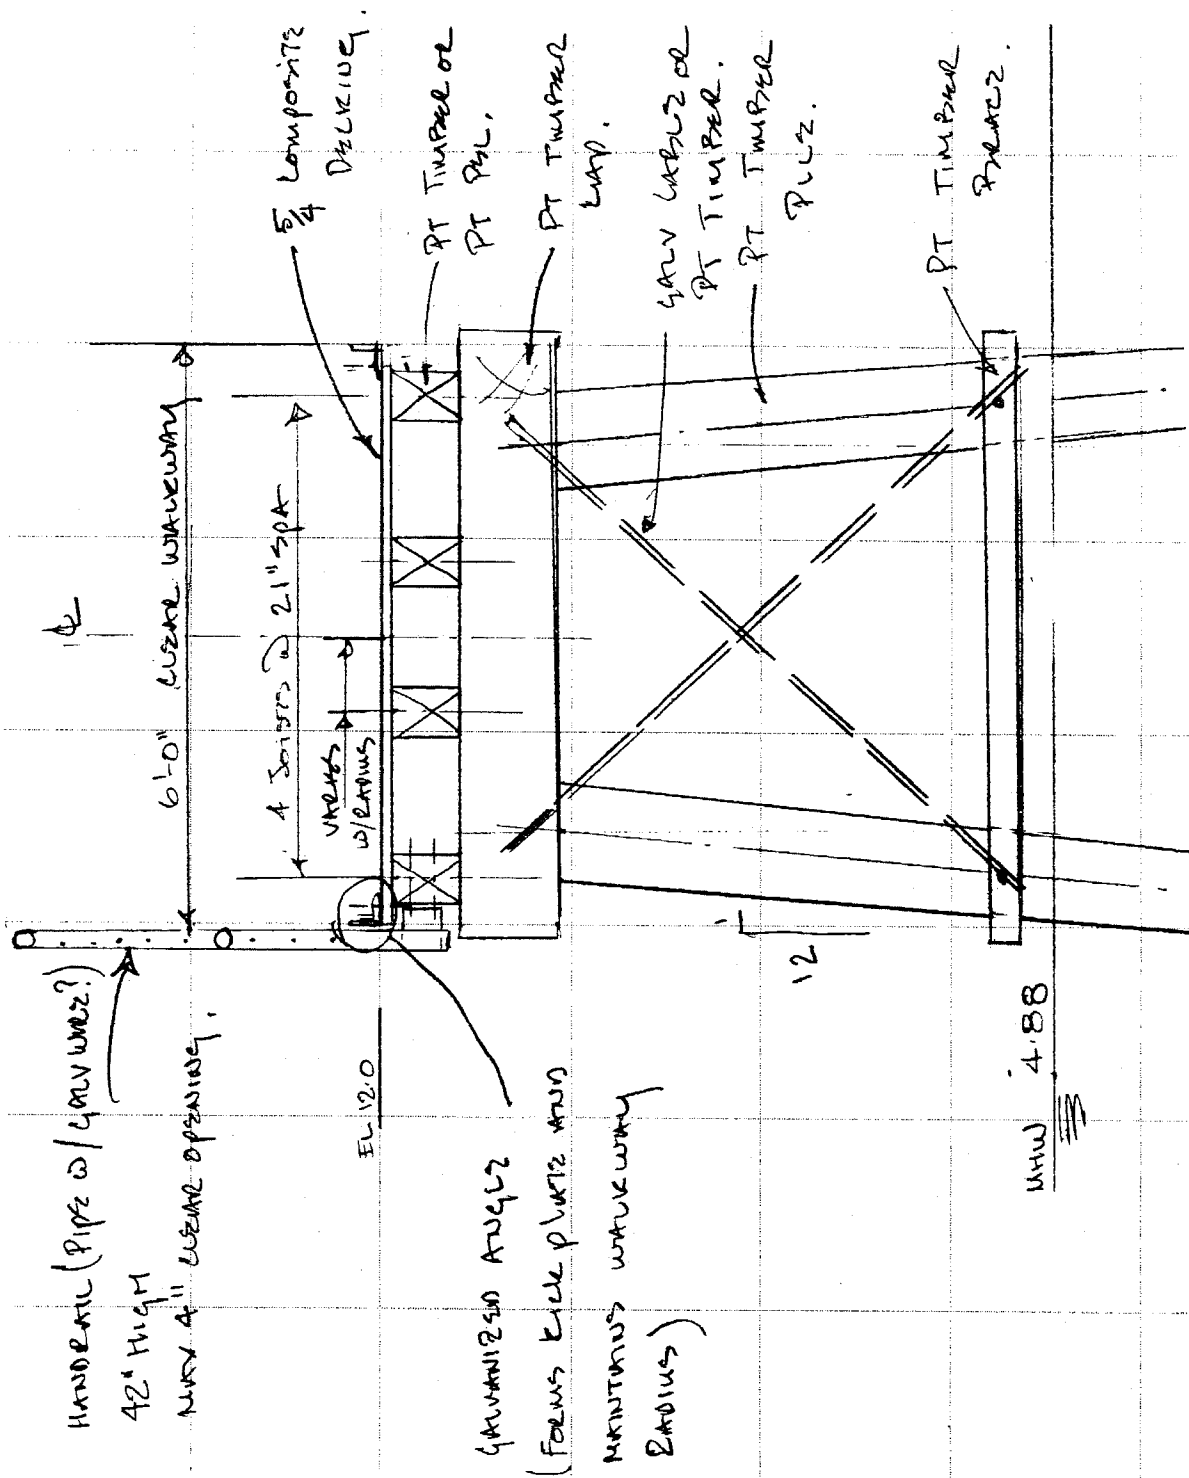 HANDRAIL (PIPE W/ GALV WIRE?)
42" HIGH
MAX 4" CLEAR OPENING.
6'-0" CLEAR WALKWAY
4 JOISTS @ 21" SPA
VARIES
W/RADIUS
EL 12.0
GALVANIZED ANGLE
(FORMS KICK PLATE AND
MAINTAINS WALKWAY
RADIUS)
5/4 COMPOSITE
DECKING.
PT TIMBER OR
PT PSL.
PT TIMBER
CAP.
GALV CABLE OR
PT TIMBER.
PT TIMBER
PILE.
PT TIMBER
BRACE.
1
12
MHW 4.88